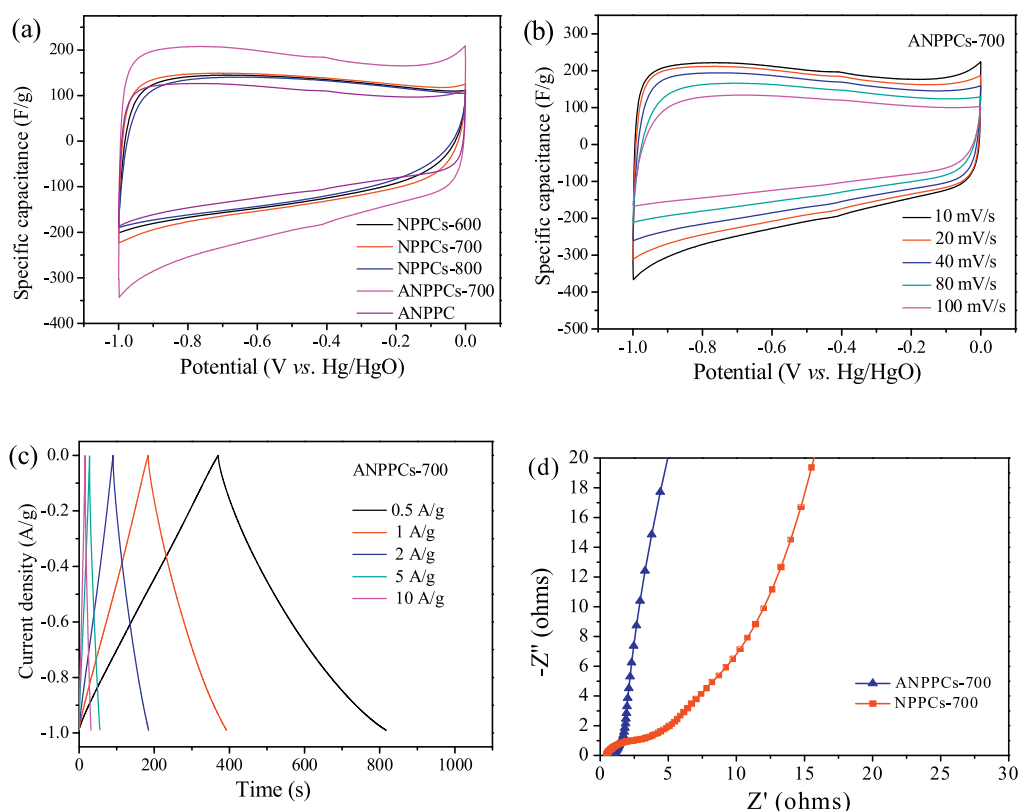 (a)
200
100
0
-100
-200
-300
-400
Specific capacitance (F/g)
NPPCs-600
NPPCs-700
NPPCs-800
ANPPCs-700
ANPPC
-1.0 -0.8 -0.6 -0.4 -0.2 0.0
Potential (V vs. Hg/HgO)
(b)
ANPPCs-700
300
200
100
0
-100
-200
-300
-400
-500
Specific capacitance (F/g)
10 mV/s
20 mV/s
40 mV/s
80 mV/s
100 mV/s
-1.0 -0.8 -0.6 -0.4 -0.2 0.0
Potential (V vs. Hg/HgO)
(c)
ANPPCs-700
0.5 A/g
1 A/g
2 A/g
5 A/g
10 A/g
0.0
-0.2
-0.4
-0.6
-0.8
-1.0
Current density (A/g)
0 200 400 600 800 1000
Time (s)
(d)
20
18
16
14
12
10
8
6
4
2
0
-Z" (ohms)
ANPPCs-700
NPPCs-700
0 5 10 15 20 25 30
Z' (ohms)